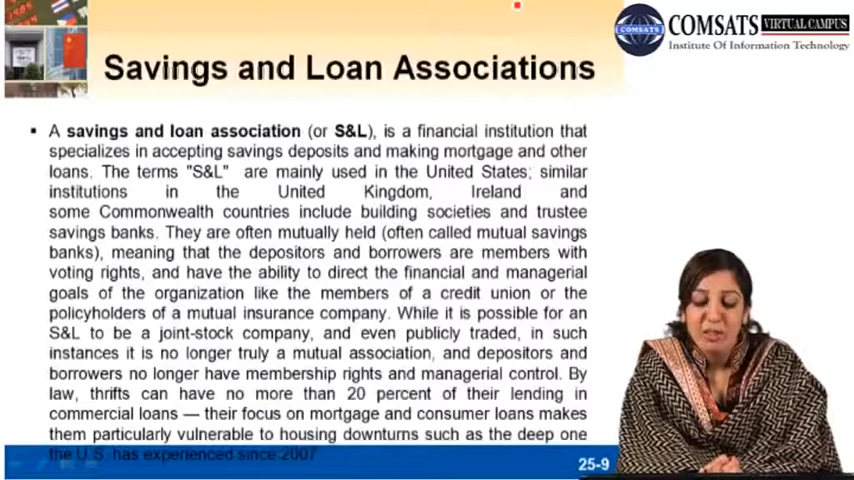 COMSATS VIRTUAL CAMPUS
Institute Of Information Technology
Savings and Loan Associations
▪ A savings and loan association (or S&L), is a financial institution that
specializes in accepting savings deposits and making mortgage and other
loans. The terms "S&L" are mainly used in the United States; similar
institutions in the United Kingdom, Ireland and
some Commonwealth countries include building societies and trustee
savings banks. They are often mutually held (often called mutual savings
banks), meaning that the depositors and borrowers are members with
voting rights, and have the ability to direct the financial and managerial
goals of the organization like the members of a credit union or the
policyholders of a mutual insurance company. While it is possible for an
S&L to be a joint-stock company, and even publicly traded, in such
instances it is no longer truly a mutual association, and depositors and
borrowers no longer have membership rights and managerial control. By
law, thrifts can have no more than 20 percent of their lending in
commercial loans — their focus on mortgage and consumer loans makes
them particularly vulnerable to housing downturns such as the deep one
the U.S. has experienced since 2007
25-9